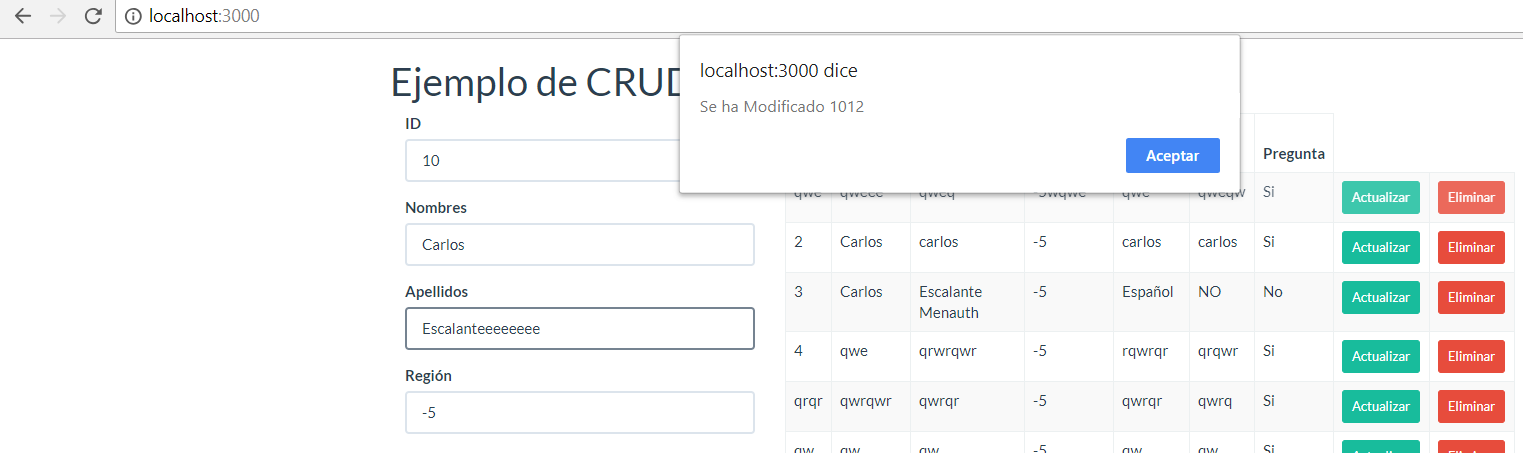 localhost:3000
localhost:3000 dice
Se ha Modificado 1012
Aceptar
Ejemplo de CRUD
ID
10
Nombres
Carlos
Apellidos
Escalanteeeeeeee
Región
-5
Pregunta
qwe qweee qweq -5wqwe qwe qweqw Si Actualizar Eliminar
2 Carlos carlos -5 carlos carlos Si Actualizar Eliminar
3 Carlos Escalante Menauth -5 Español NO No Actualizar Eliminar
4 qwe qrwrqwr -5 rqwrqr qrqwr Si Actualizar Eliminar
qrqr qwrqwr qwrqr -5 qwrqr qwrq Si Actualizar Eliminar
qw qw qw -5 qw qw Si Actualizar Eliminar